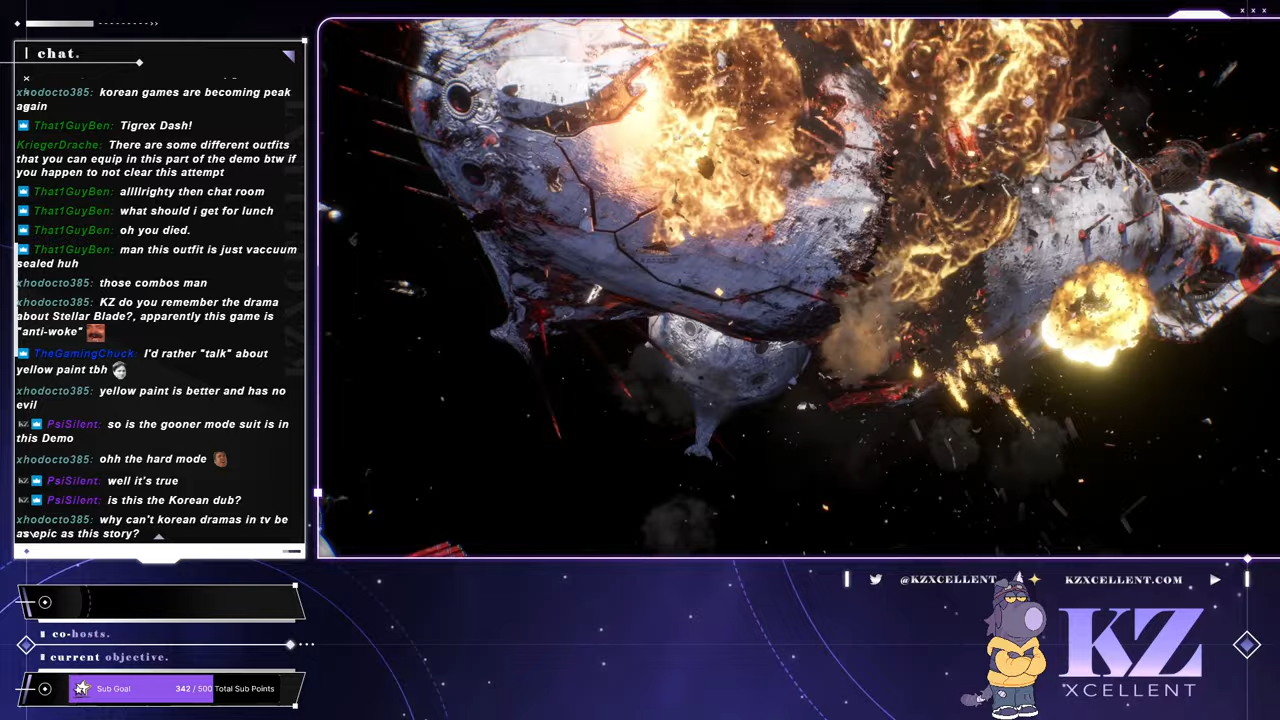 chat.
xhodocto385: korean games are becoming peak
again
That1GuyBen: Tigrex Dash!
KriegerDrache: There are some different outfits
that you can equip in this part of the demo btw if
you happen to not clear this attempt
That1GuyBen: allllrighty then chat room
That1GuyBen: what should i get for lunch
That1GuyBen: oh you died.
That1GuyBen: man this outfit is just vaccuum
sealed huh
xhodocto385: those combos man
xhodocto385: KZ do you remember the drama
about Stellar Blade?, apparently this game is
"anti-woke"
TheGamingChuck: I'd rather "talk" about
yellow paint tbh
xhodocto385: yellow paint is better and has no
evil
PsiSilent: so is the gooner mode suit is in
this Demo
xhodocto385: ohh the hard mode
PsiSilent: well it's true
PsiSilent: is this the Korean dub?
xhodocto385: why can't korean dramas in tv be
as epic as this story?
co-hosts.
current objective.
Sub Goal 342 / 500 Total Sub Points
@KZXCELLENT
KZXCELLENT.COM
KZ
XCELLENT